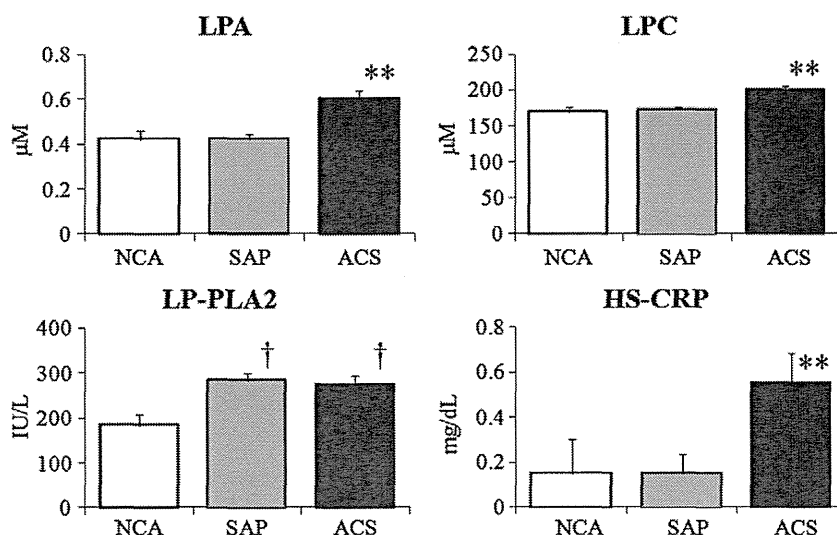 LPA
0.8
0.6
0.4
0.2
0
µM
**
NCA SAP ACS
LPC
250
200
150
100
50
0
µM
**
NCA SAP ACS
LP-PLA2
400
300
200
100
0
IU/L
† †
NCA SAP ACS
HS-CRP
0.8
0.6
0.4
0.2
0
mg/dL
**
NCA SAP ACS